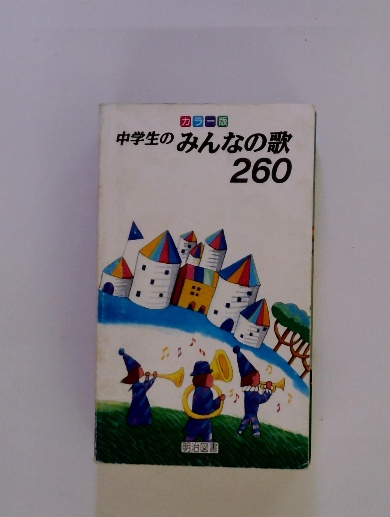 カラー版
中学生の みんなの歌
260
明治図書